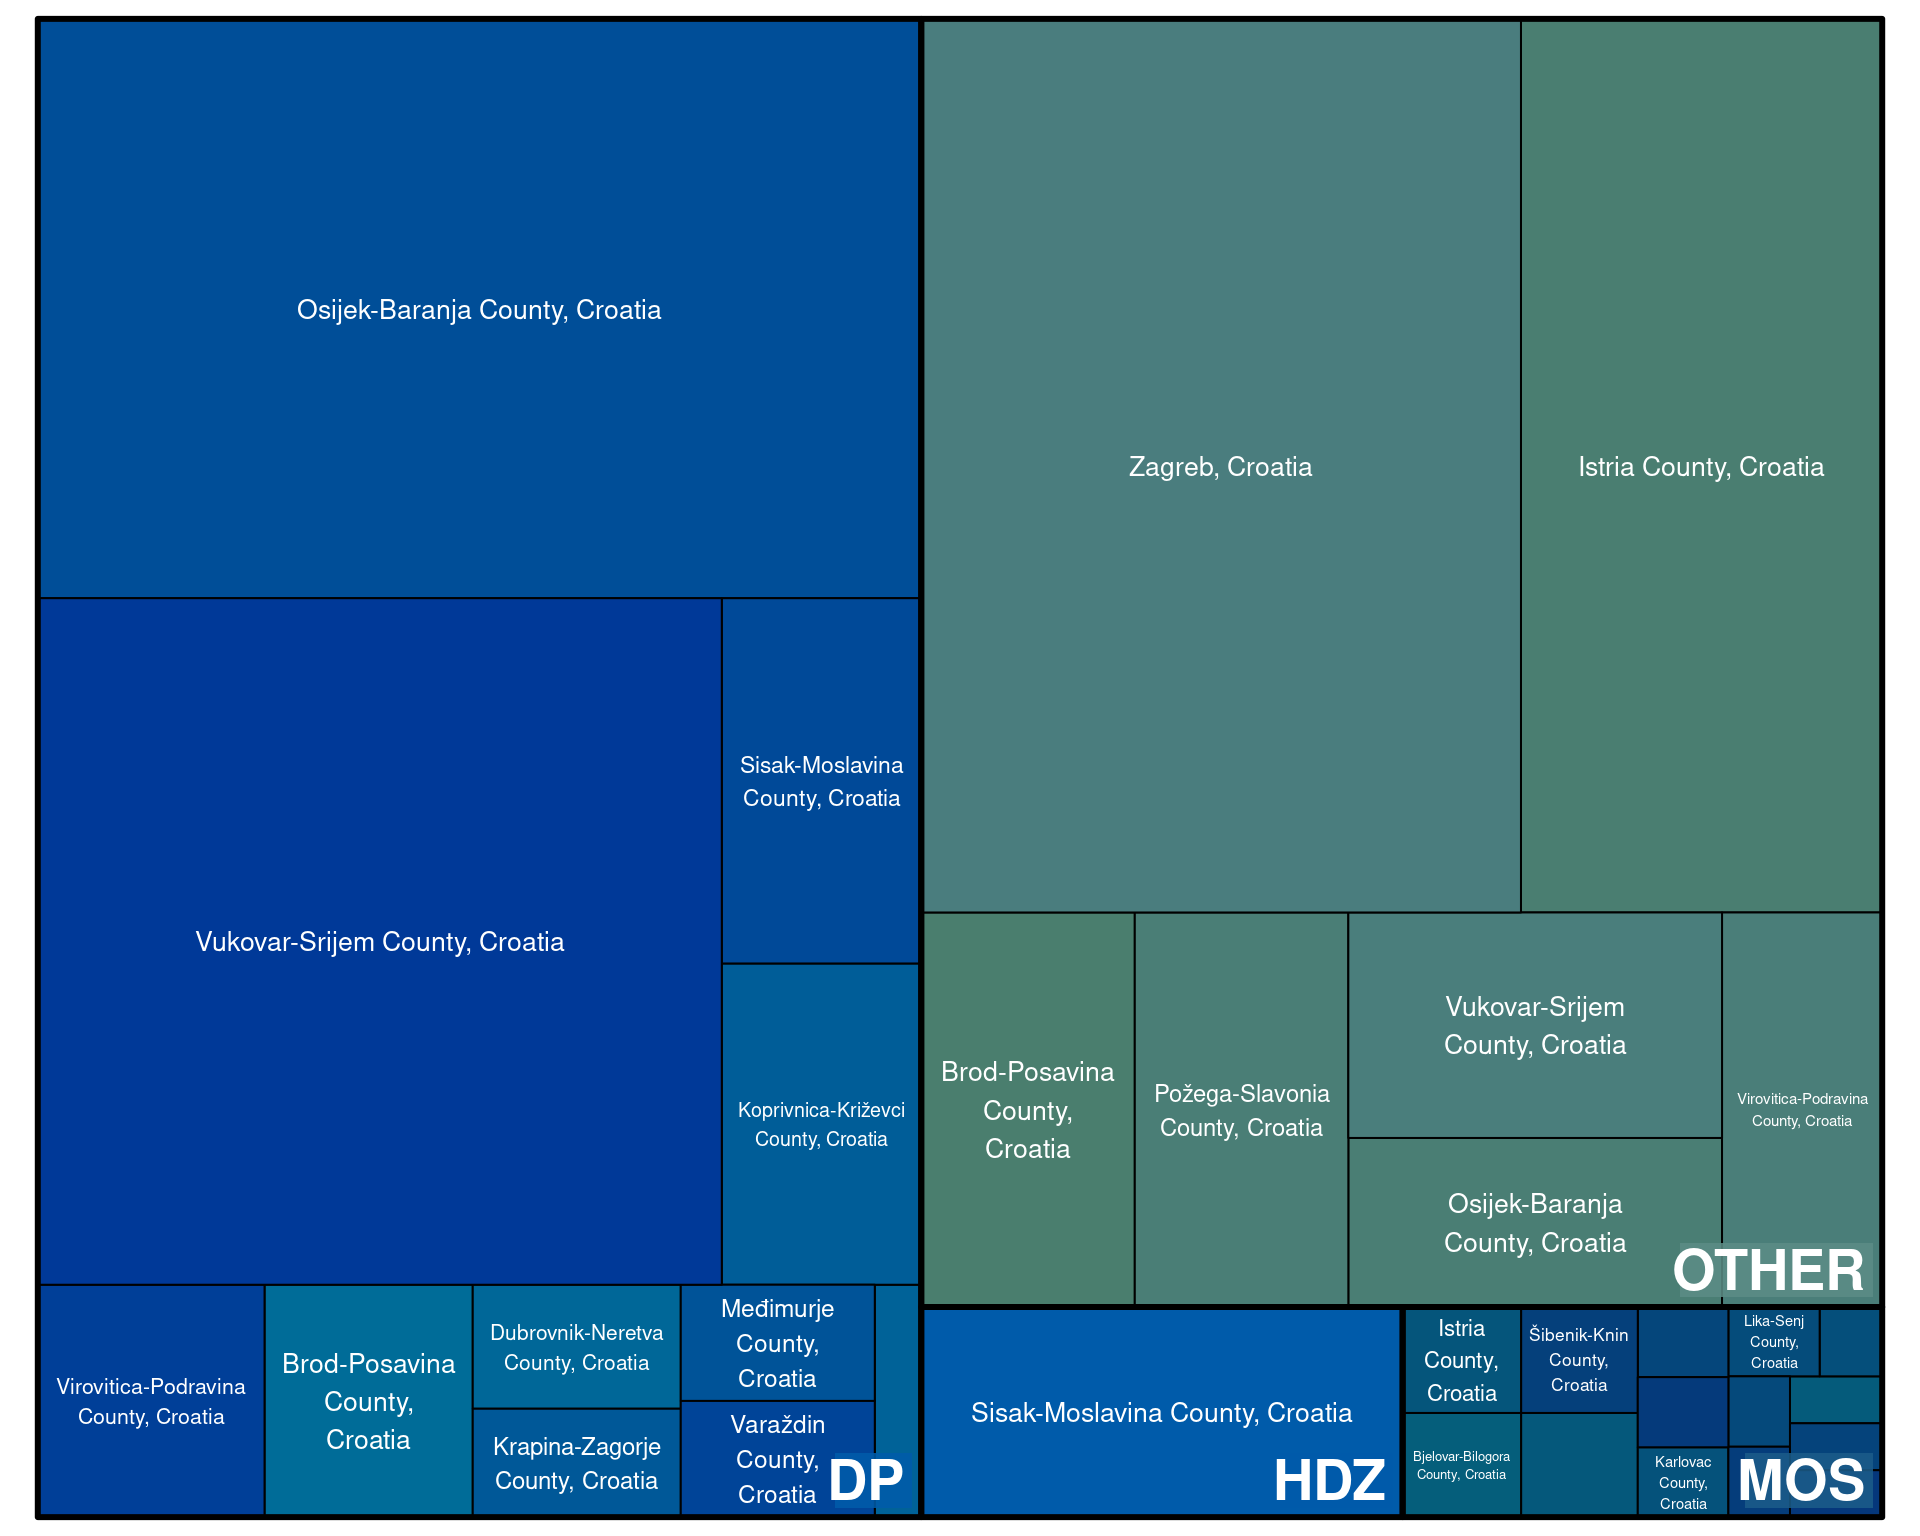 Osijek-Baranja County, Croatia
Vukovar-Srijem County, Croatia
Sisak-Moslavina
County, Croatia
Koprivnica-Križevci
County, Croatia
Virovitica-Podravina
County, Croatia
Brod-Posavina
County,
Croatia
Dubrovnik-Neretva
County, Croatia
Krapina-Zagorje
County, Croatia
Međimurje
County,
Croatia
Varaždin
County,
Croatia
DP
Zagreb, Croatia
Istria County, Croatia
Brod-Posavina
County,
Croatia
Požega-Slavonia
County, Croatia
Vukovar-Srijem
County, Croatia
Osijek-Baranja
County, Croatia
Virovitica-Podravina
County, Croatia
OTHER
Sisak-Moslavina County, Croatia
HDZ
Istria
County,
Croatia
Bjelovar-Bilogora
County, Croatia
Šibenik-Knin
County,
Croatia
Karlovac
County,
Croatia
Lika-Senj
County,
Croatia
MOS